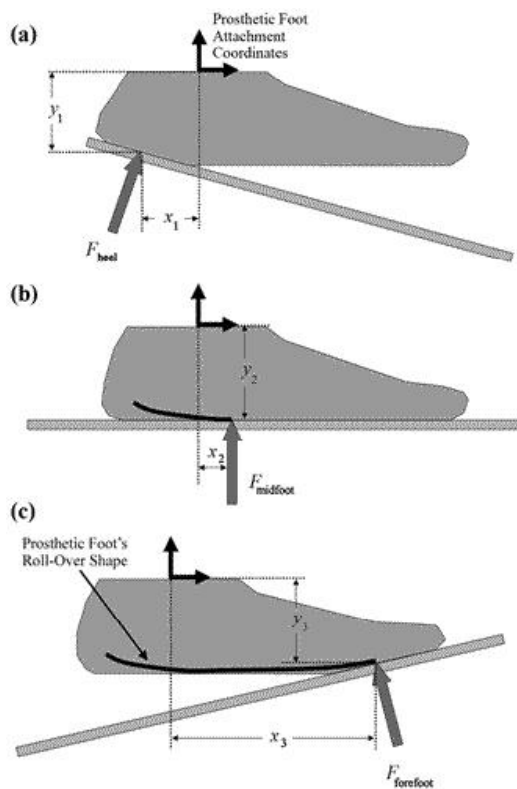 (a)
Prosthetic Foot
Attachment
Coordinates
y1
x1
Fheel
(b)
y2
x2
Fmidfoot
(c)
Prosthetic Foot's
Roll-Over Shape
y3
x3
Fforefoot